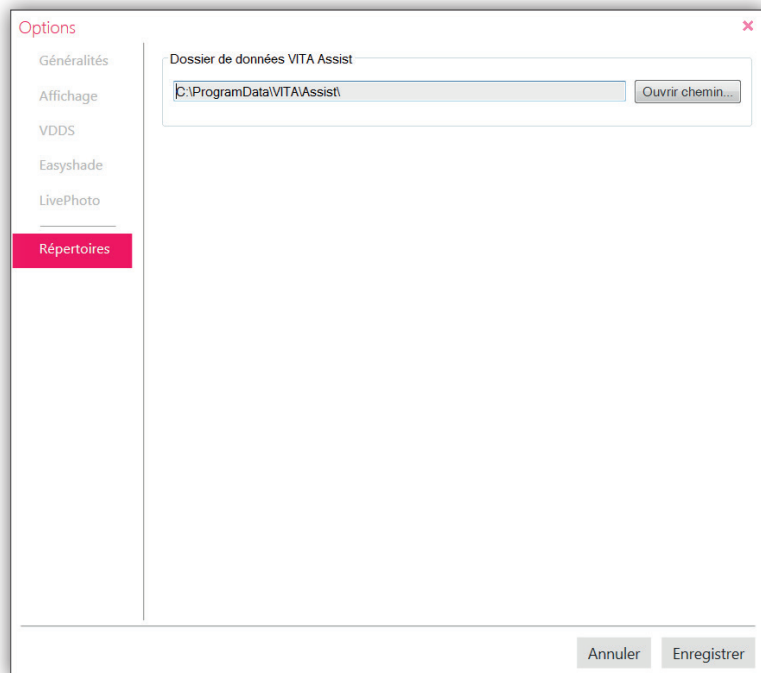 Options
Généralités
Affichage
VDDS
Easyshade
LivePhoto
Répertoires
Dossier de données VITA Assist
C:\ProgramData\VITA\Assist\
Ouvrir chemin...
Annuler
Enregistrer